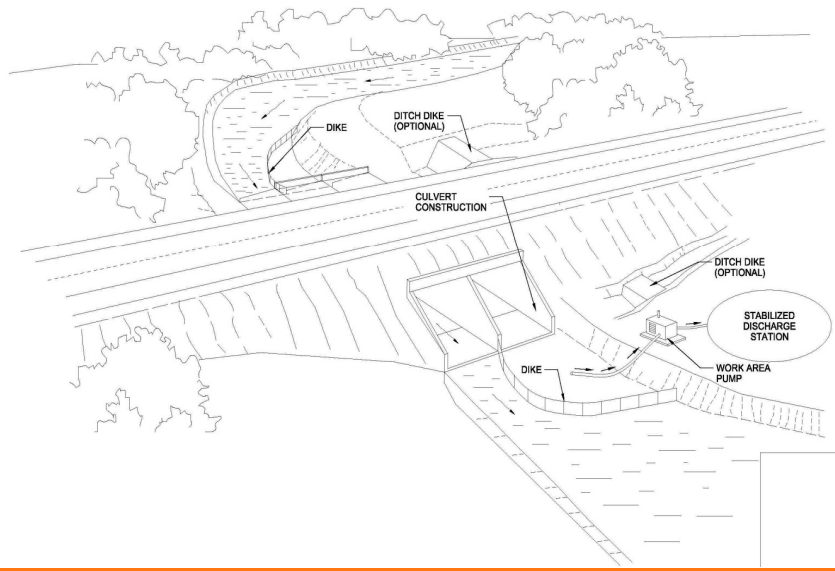 DIKE
DITCH DIKE
(OPTIONAL)
CULVERT
CONSTRUCTION
DITCH DIKE
(OPTIONAL)
STABILIZED
DISCHARGE
STATION
WORK AREA
PUMP
DIKE